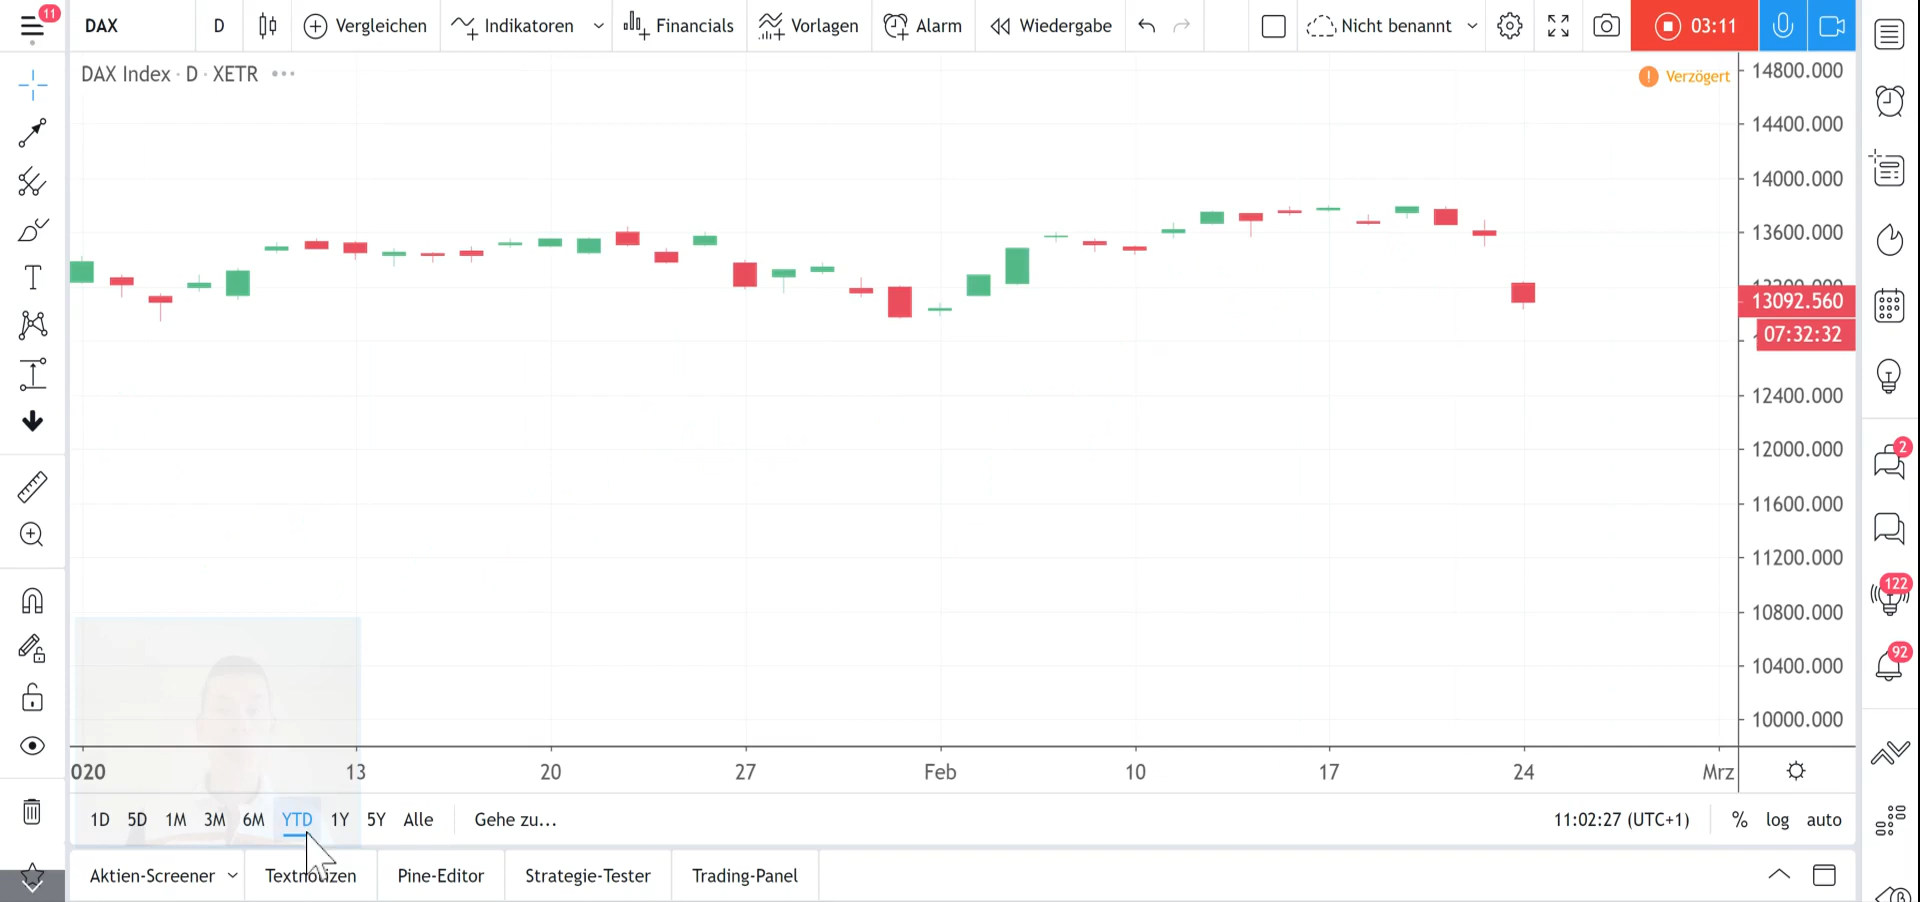 11
DAX
D
Vergleichen
Indikatoren
Financials
Vorlagen
Alarm
Wiedergabe
Nicht benannt
03:11
DAX Index · D · XETR
Verzögert
14800.000
14400.000
14000.000
13600.000
13092.560
07:32:32
12400.000
12000.000
11600.000
11200.000
10800.000
10400.000
10000.000
2
122
92
020
13
20
27
Feb
10
17
24
Mrz
1D 5D 1M 3M 6M YTD 1Y 5Y Alle Gehe zu...
11:02:27 (UTC+1) % log auto
Aktien-Screener
Textnotizen
Pine-Editor
Strategie-Tester
Trading-Panel